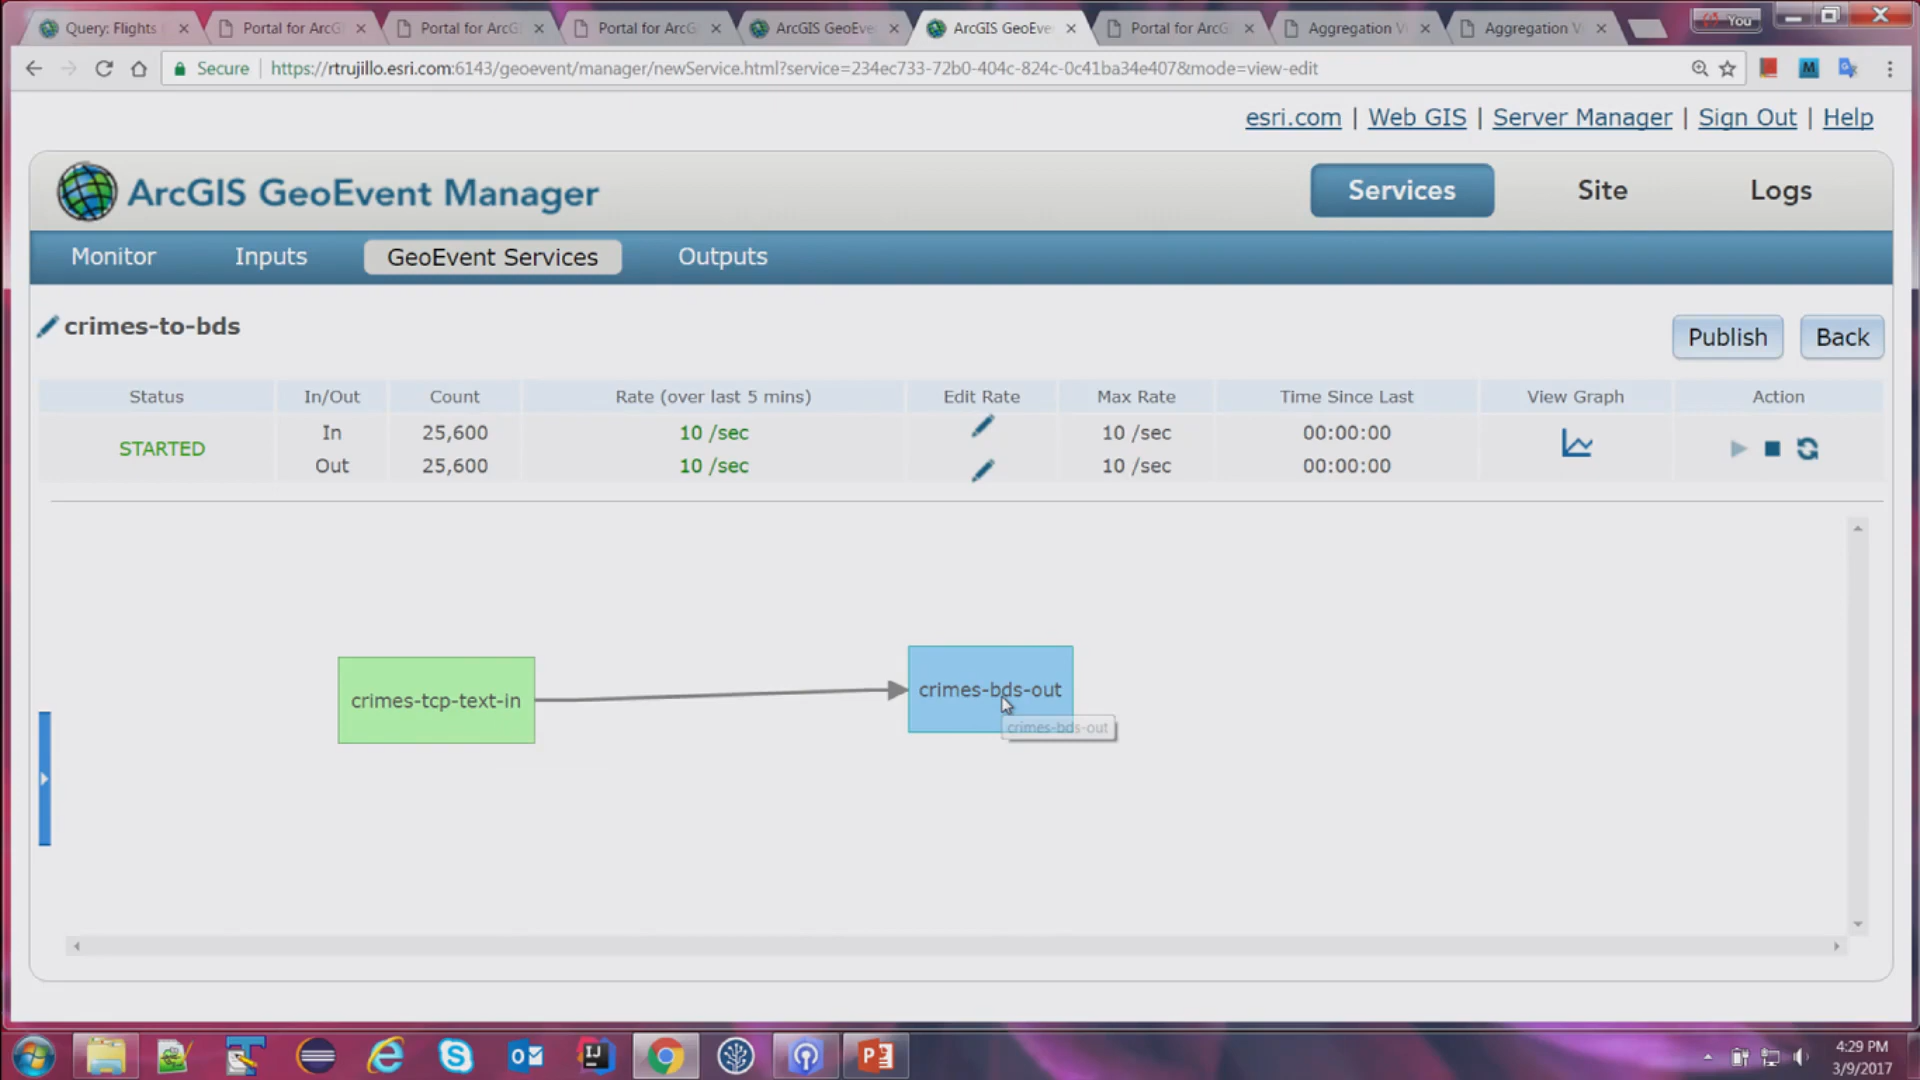 Query: Flights
Portal for ArcG
Portal for ArcG
Portal for ArcG
ArcGIS GeoEve
ArcGIS GeoEve
Portal for ArcG
Aggregation V
Aggregation V
You
Secure | https://rtrujillo.esri.com:6143/geoevent/manager/newService.html?service=234ec733-72b0-404c-824c-0c41ba34e407&mode=view-edit
esri.com | Web GIS | Server Manager | Sign Out | Help
ArcGIS GeoEvent Manager
Services Site Logs
Monitor Inputs GeoEvent Services Outputs
crimes-to-bds
Publish Back
Status In/Out Count Rate (over last 5 mins) Edit Rate Max Rate Time Since Last View Graph Action
STARTED
In 25,600 10 /sec 10 /sec 00:00:00
Out 25,600 10 /sec 10 /sec 00:00:00
crimes-tcp-text-in
crimes-bds-out
crimes-bds-out
4:29 PM
3/9/2017